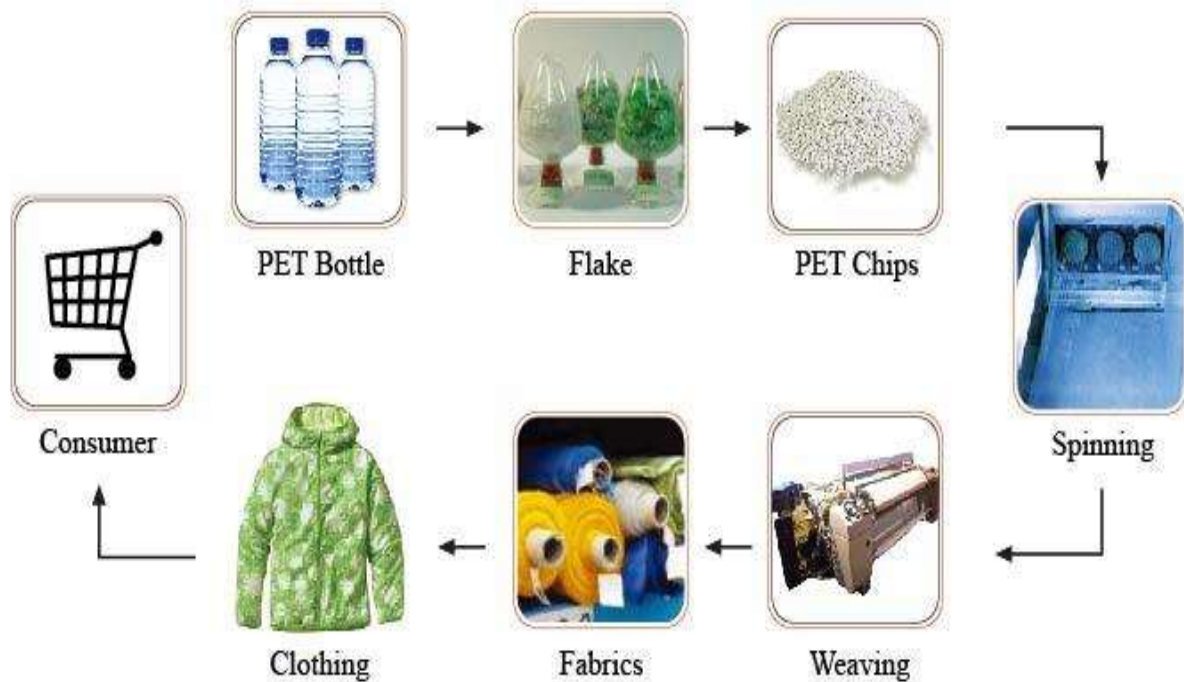 PET Bottle
Flake
PET Chips
Consumer
Spinning
Clothing
Fabrics
Weaving